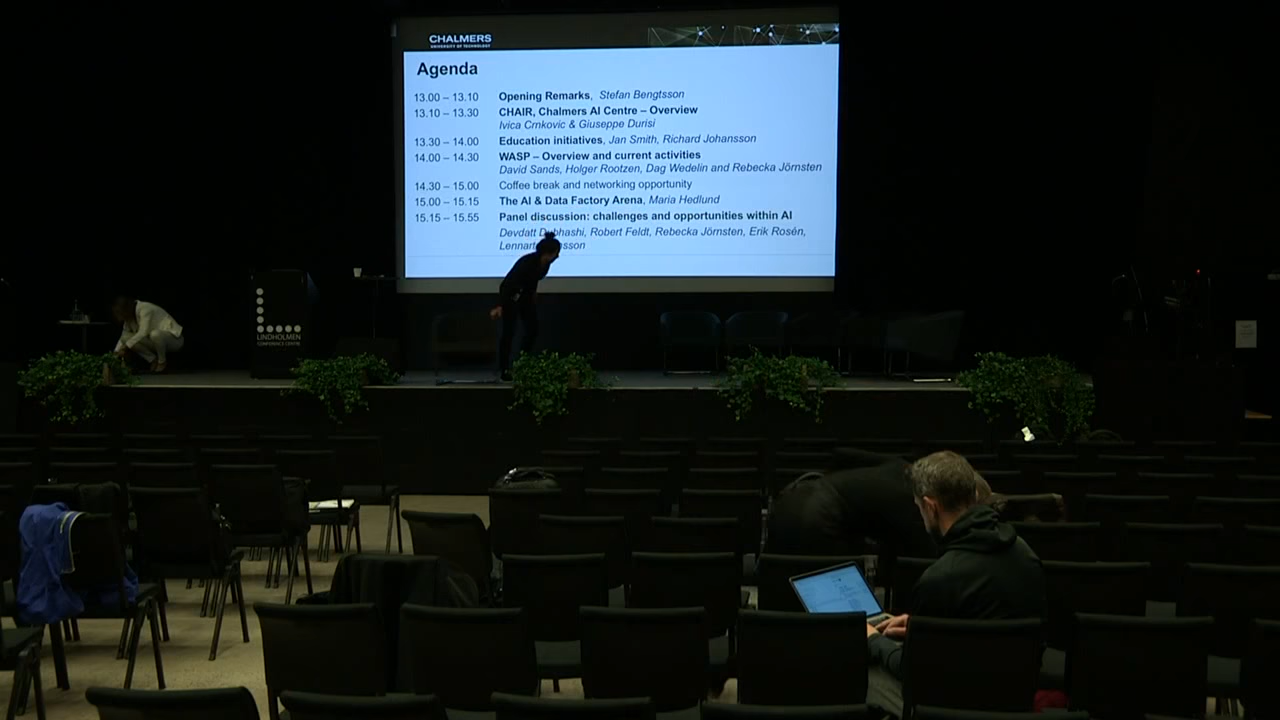 CHALMERS
UNIVERSITY OF TECHNOLOGY
Agenda
13.00 – 13.10 Opening Remarks, Stefan Bengtsson
13.10 – 13.30 CHAIR, Chalmers AI Centre – Overview
Ivica Crnkovic & Giuseppe Durisi
13.30 – 14.00 Education initiatives, Jan Smith, Richard Johansson
14.00 – 14.30 WASP – Overview and current activities
David Sands, Holger Rootzen, Dag Wedelin and Rebecka Jörnsten
14.30 – 15.00 Coffee break and networking opportunity
15.00 – 15.15 The AI & Data Factory Arena, Maria Hedlund
15.15 – 15.55 Panel discussion: challenges and opportunities within AI
Devdatt Dubhashi, Robert Feldt, Rebecka Jörnsten, Erik Rosén,
LINDHOLMEN
CONFERENCE CENTRE